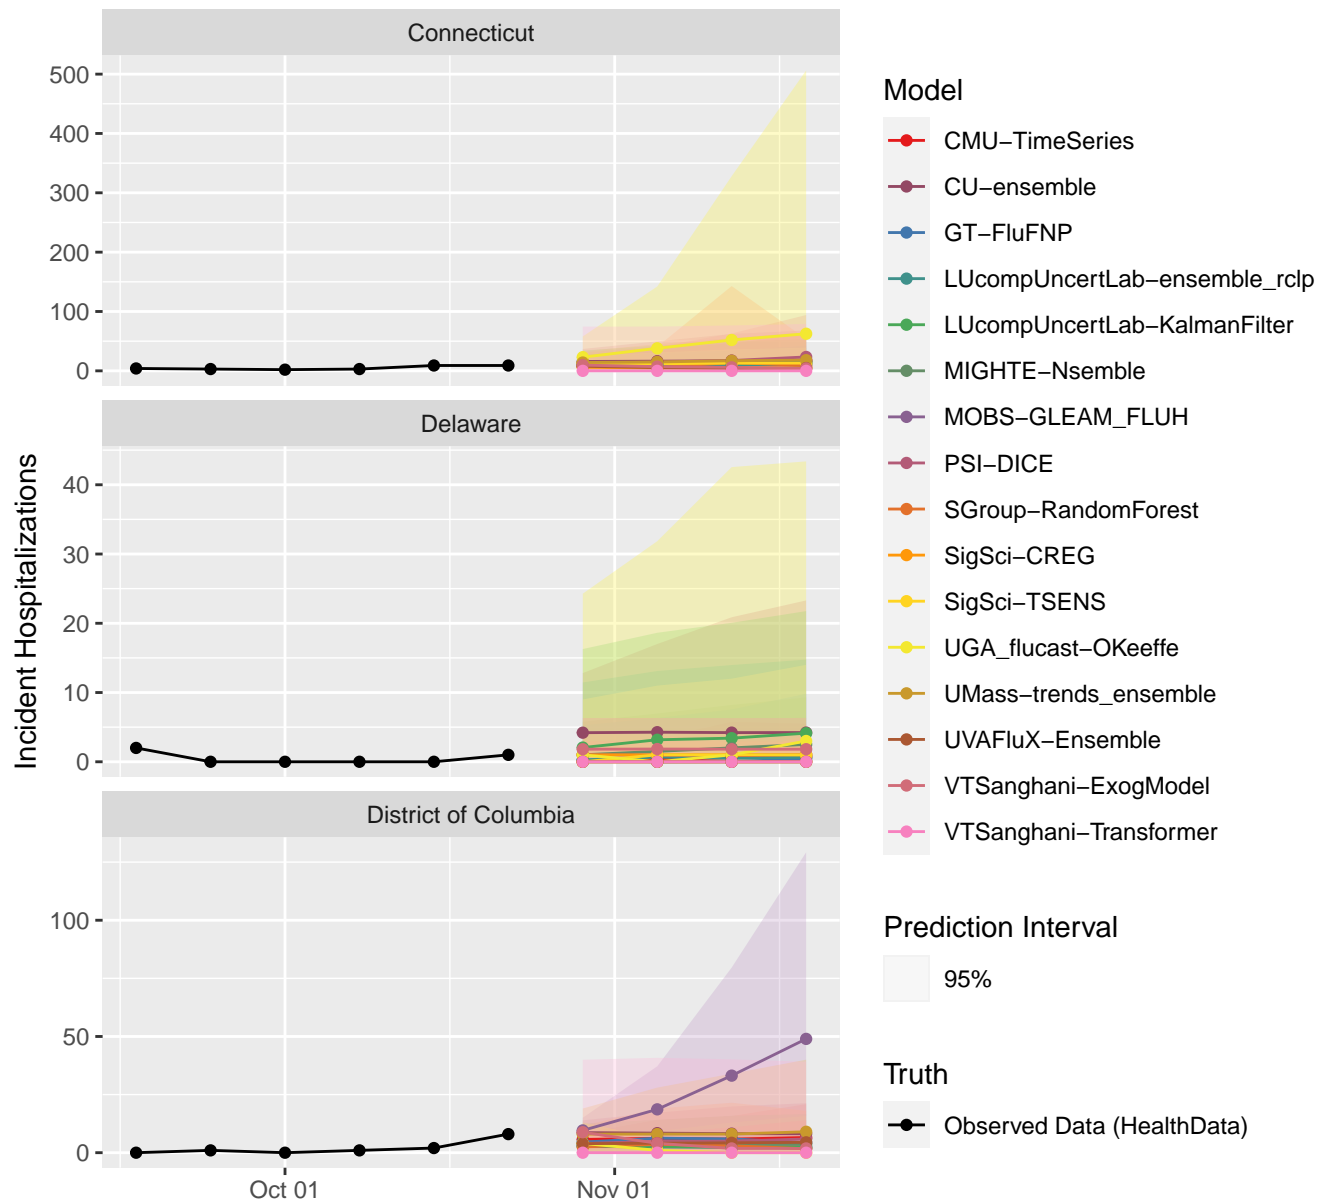 Connecticut
500
400
300
200
100
0
Delaware
40
30
20
10
0
District of Columbia
100
50
0
Oct 01
Nov 01
Incident Hospitalizations
Model
CMU−TimeSeries
CU−ensemble
GT−FluFNP
LUcompUncertLab−ensemble_rclp
LUcompUncertLab−KalmanFilter
MIGHTE−Nsemble
MOBS−GLEAM_FLUH
PSI−DICE
SGroup−RandomForest
SigSci−CREG
SigSci−TSENS
UGA_flucast−OKeeffe
UMass−trends_ensemble
UVAFluX−Ensemble
VTSanghani−ExogModel
VTSanghani−Transformer
Prediction Interval
95%
Truth
Observed Data (HealthData)